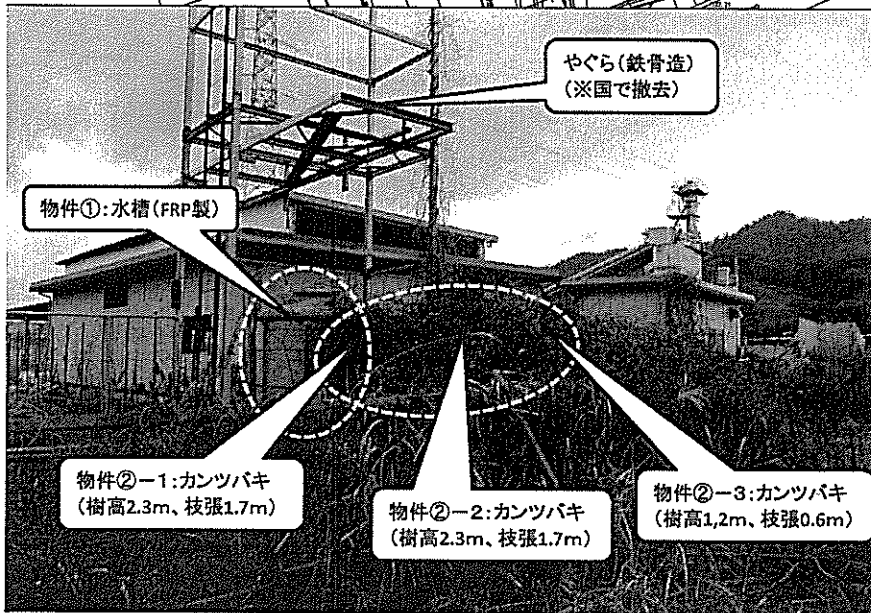 やぐら(鉄骨造)
(※国で撤去)
物件①:水槽(FRP製)
物件②ー1:カンツバキ
(樹高2.3m、枝張1.7m)
物件②ー2:カンツバキ
(樹高2.3m、枝張1.7m)
物件②ー3:カンツバキ
(樹高1,2m、枝張0.6m)